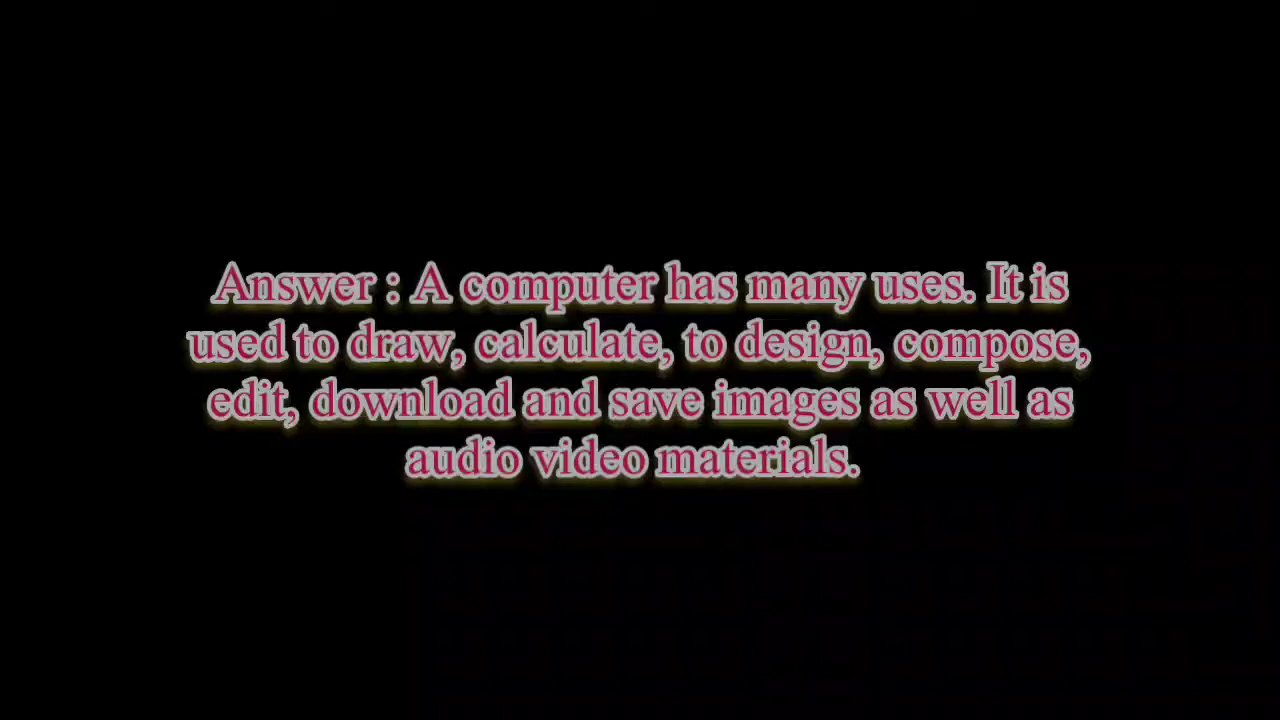 Answer : A computer has many uses. It is
used to draw, calculate, to design, compose,
edit, download and save images as well as
audio video materials.